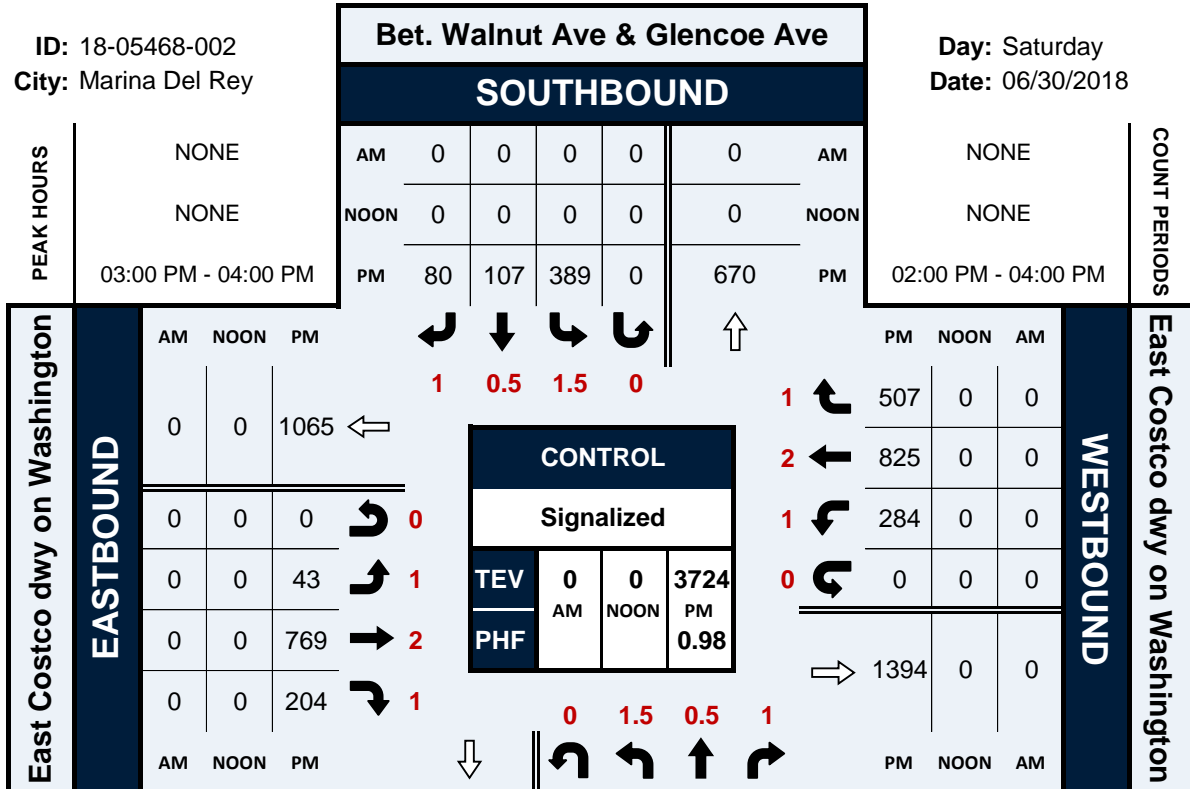 ID: 18-05468-002
City: Marina Del Rey
Bet. Walnut Ave & Glencoe Ave
SOUTHBOUND
Day: Saturday
Date: 06/30/2018
PEAK HOURS
NONE
NONE
03:00 PM - 04:00 PM
AM 0 0 0 0 0 AM
NOON 0 0 0 0 0 NOON
PM 80 107 389 0 670 PM
NONE
NONE
02:00 PM - 04:00 PM
COUNT PERIODS
1 0.5 1.5 0
East Costco dwy on Washington
EASTBOUND
AM NOON PM
0 0 1065
0 0 0 0
0 0 43 1
0 0 769 2
0 0 204 1
AM NOON PM
CONTROL
Signalized
TEV 0 0 3724
AM NOON PM
PHF 0.98
PM NOON AM
1 507 0 0
2 825 0 0
1 284 0 0
0 0 0 0
1394 0 0
PM NOON AM
WESTBOUND
East Costco dwy on Washington
0 1.5 0.5 1